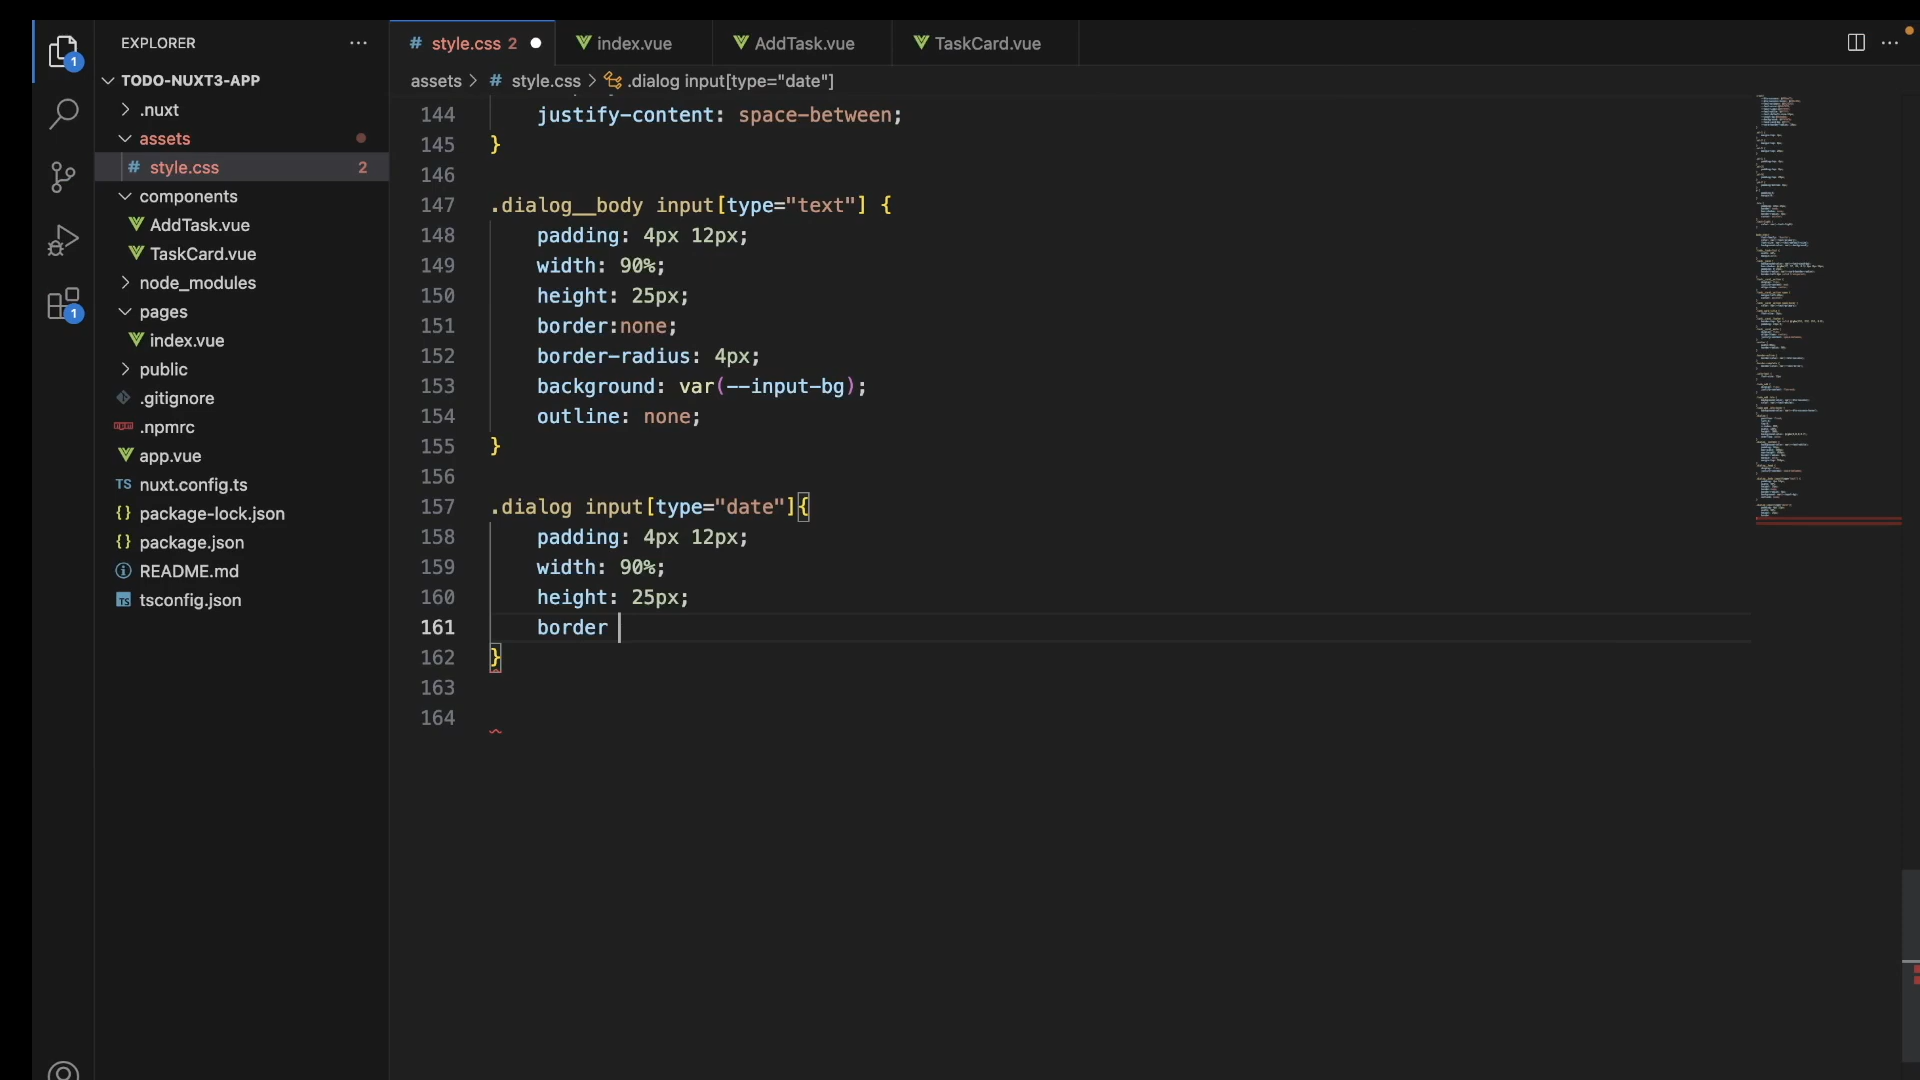 EXPLORER
TODO-NUXT3-APP
.nuxt
assets
style.css 2
components
AddTask.vue
TaskCard.vue
node_modules
pages
index.vue
public
.gitignore
.npmrc
app.vue
TS nuxt.config.ts
{} package-lock.json
{} package.json
README.md
TS tsconfig.json
1
1
# style.css 2
index.vue
AddTask.vue
TaskCard.vue
assets > # style.css > .dialog input[type="date"]
144 justify-content: space-between;
145 }
146
147 .dialog__body input[type="text"] {
148 padding: 4px 12px;
149 width: 90%;
150 height: 25px;
151 border:none;
152 border-radius: 4px;
153 background: var(--input-bg);
154 outline: none;
155 }
156
157 .dialog input[type="date"]{
158 padding: 4px 12px;
159 width: 90%;
160 height: 25px;
161 border
162 }
163
164